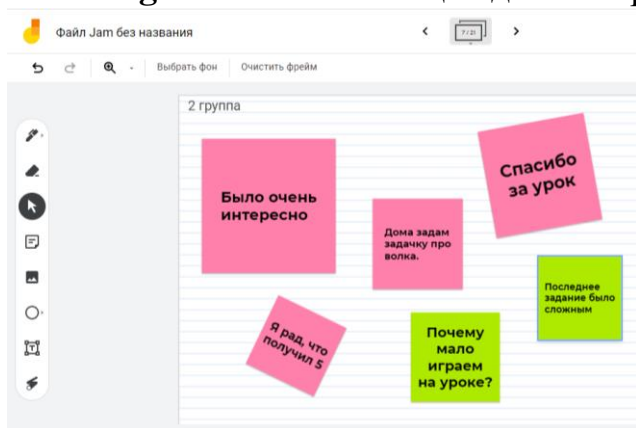 Файл Jam без названия
7 / 21
Выбрать фон
Очистить фрейм
2 группа
Было очень
интересно
Дома задам
задачку про
волка.
Спасибо
за урок
Последнее
задание было
сложным
Я рад, что
получил 5
Почему
мало
играем
на уроке?